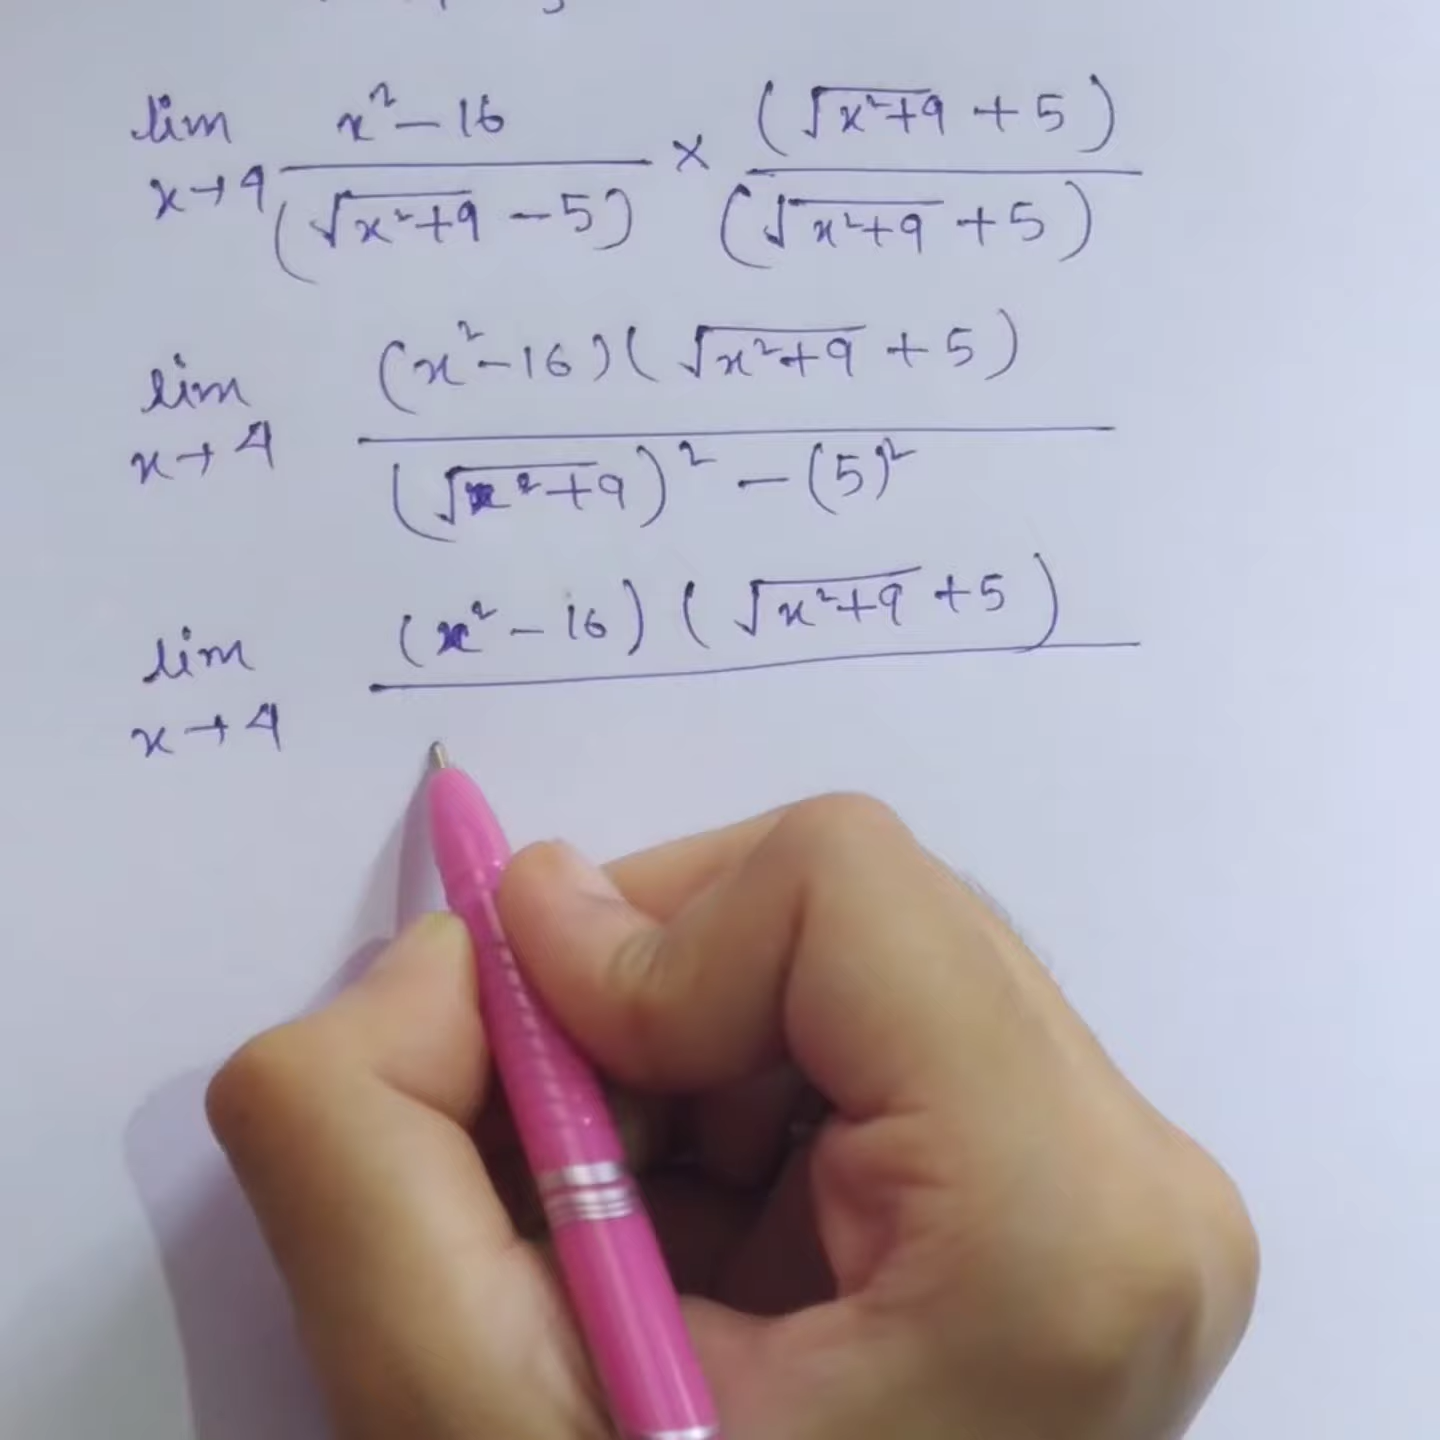 lim x→4 x²-16 / (√x²+9 - 5) × (√x²+9 + 5) / (√x²+9 + 5)
lim x→4 (x²-16)(√x²+9 + 5) / (√x²+9)² - (5)²
lim x→4 (x²-16)(√x²+9 + 5)